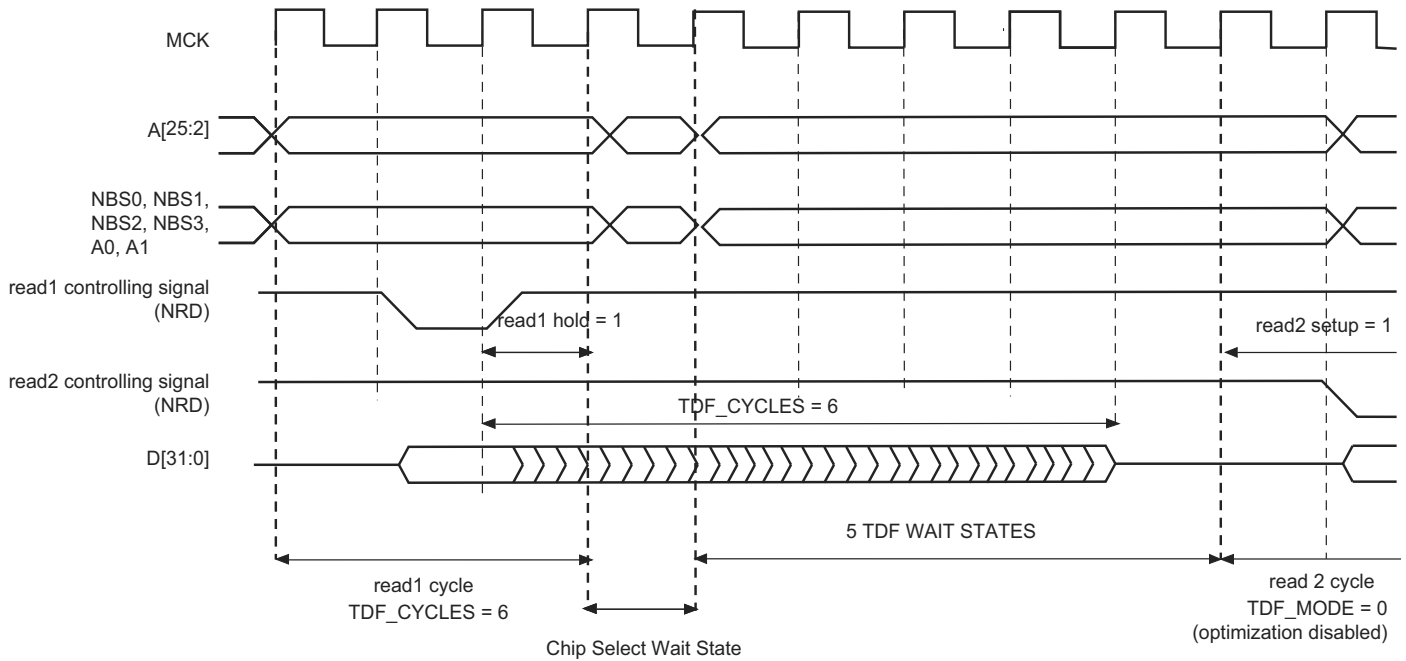 MCK
A[25:2]
NBS0, NBS1,
NBS2, NBS3,
A0, A1
read1 controlling signal
(NRD)
read1 hold = 1
read2 setup = 1
read2 controlling signal
(NRD)
TDF_CYCLES = 6
D[31:0]
5 TDF WAIT STATES
read1 cycle
TDF_CYCLES = 6
Chip Select Wait State
read 2 cycle
TDF_MODE = 0
(optimization disabled)